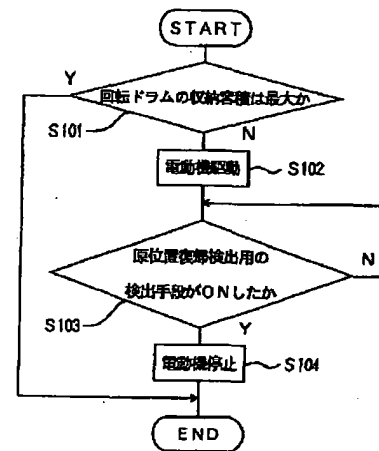 START
Y
回転ドラムの収納容積は最大か
S101
N
電動機駆動
S102
原位置復帰検出用の
N
検出手段がONしたか
S103
Y
電動機停止
S104
END